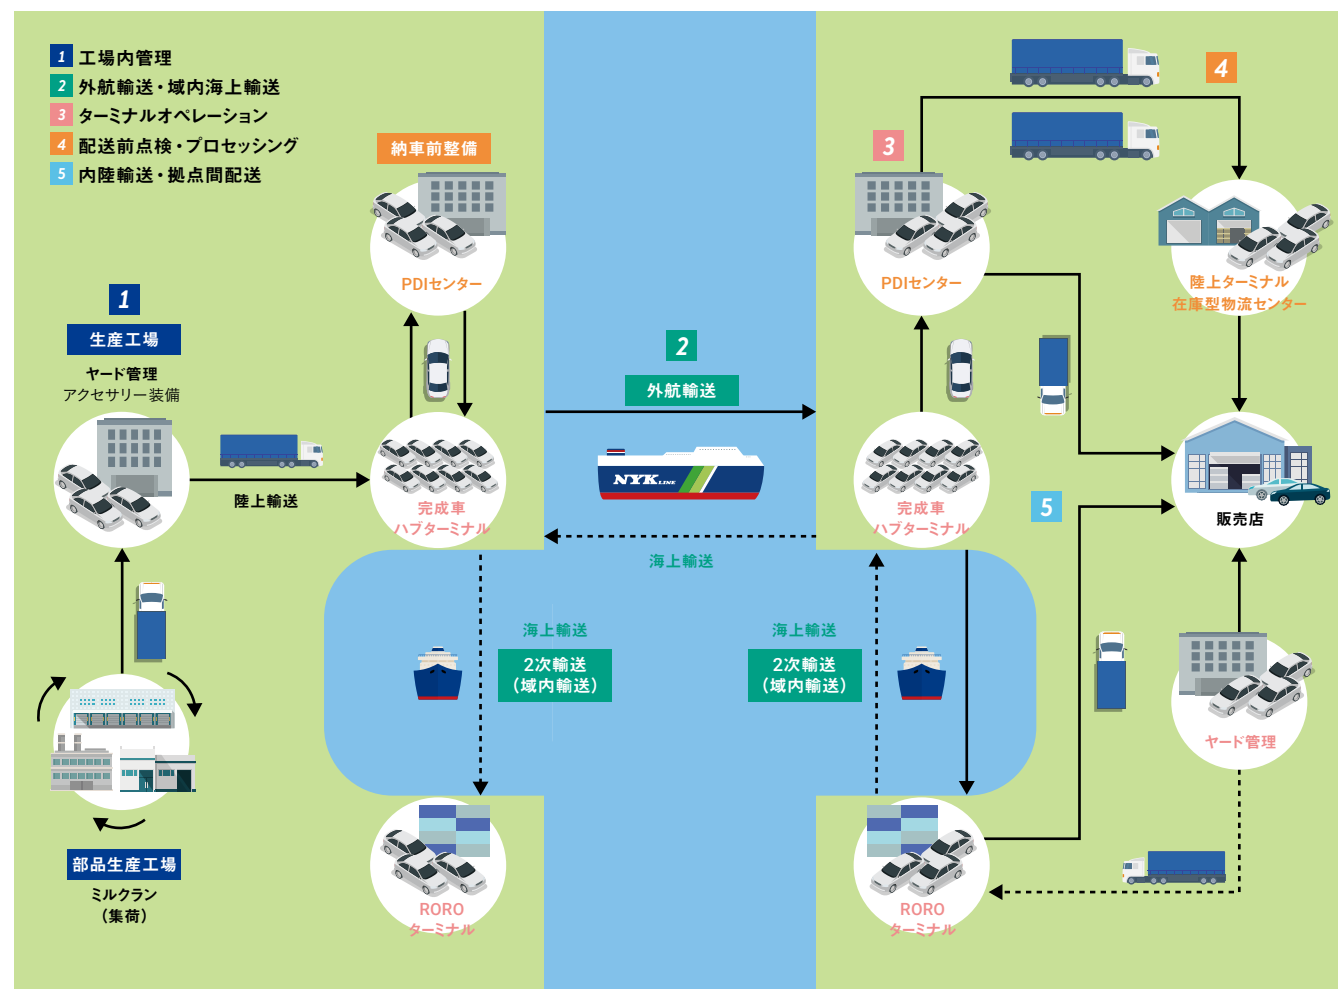 1 工場内管理
2 外航輸送・域内海上輸送
3 ターミナルオペレーション
4 配送前点検・プロセッシング
5 内陸輸送・拠点間配送
納車前整備
PDIセンター
1
生産工場
ヤード管理
アクセサリー装備
陸上輸送
完成車
ハブターミナル
部品生産工場
ミルクラン
（集荷）
2
外航輸送
NYK LINE
海上輸送
海上輸送
2次輸送
（域内輸送）
海上輸送
2次輸送
（域内輸送）
RORO
ターミナル
3
PDIセンター
4
陸上ターミナル
在庫型物流センター
完成車
ハブターミナル
5
販売店
ヤード管理
RORO
ターミナル